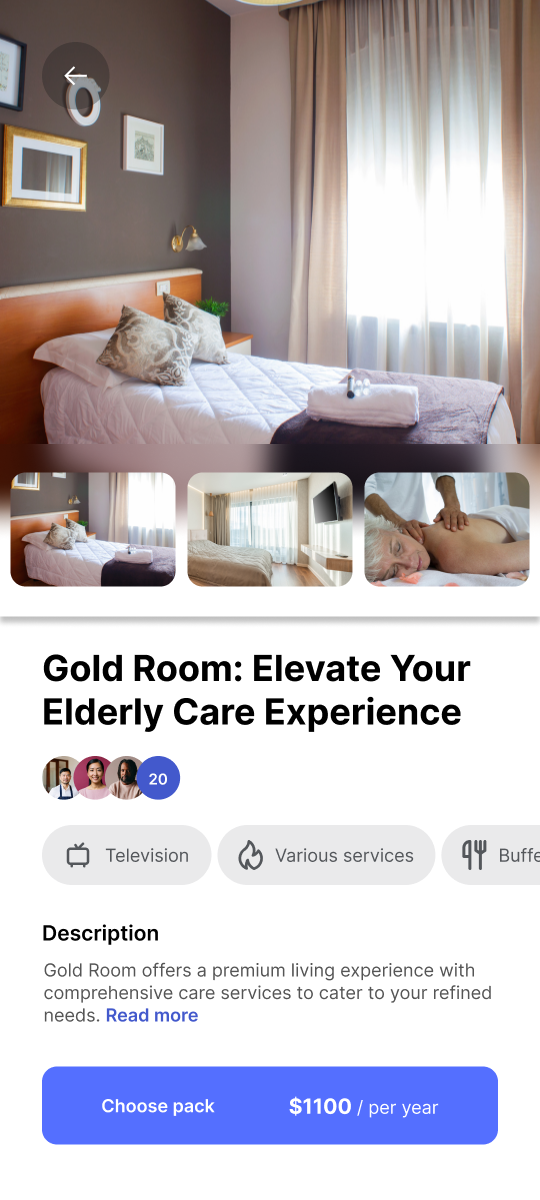 Gold Room: Elevate Your
Elderly Care Experience
20
Television
Various services
Buffe
Description
Gold Room offers a premium living experience with
comprehensive care services to cater to your refined
needs. Read more
Choose pack
$1100 / per year